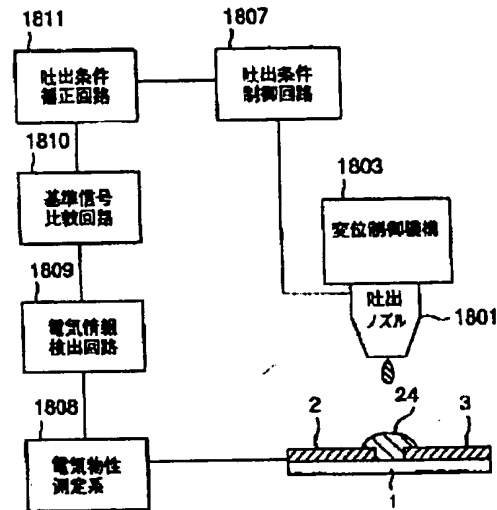 1811
吐出条件
補正回路
1807
吐出条件
制御回路
1810
基準信号
比較回路
1803
変位制御機構
吐出
ノズル
1801
1809
電気情報
検出回路
1808
電気物性
測定系
2
24
3
1